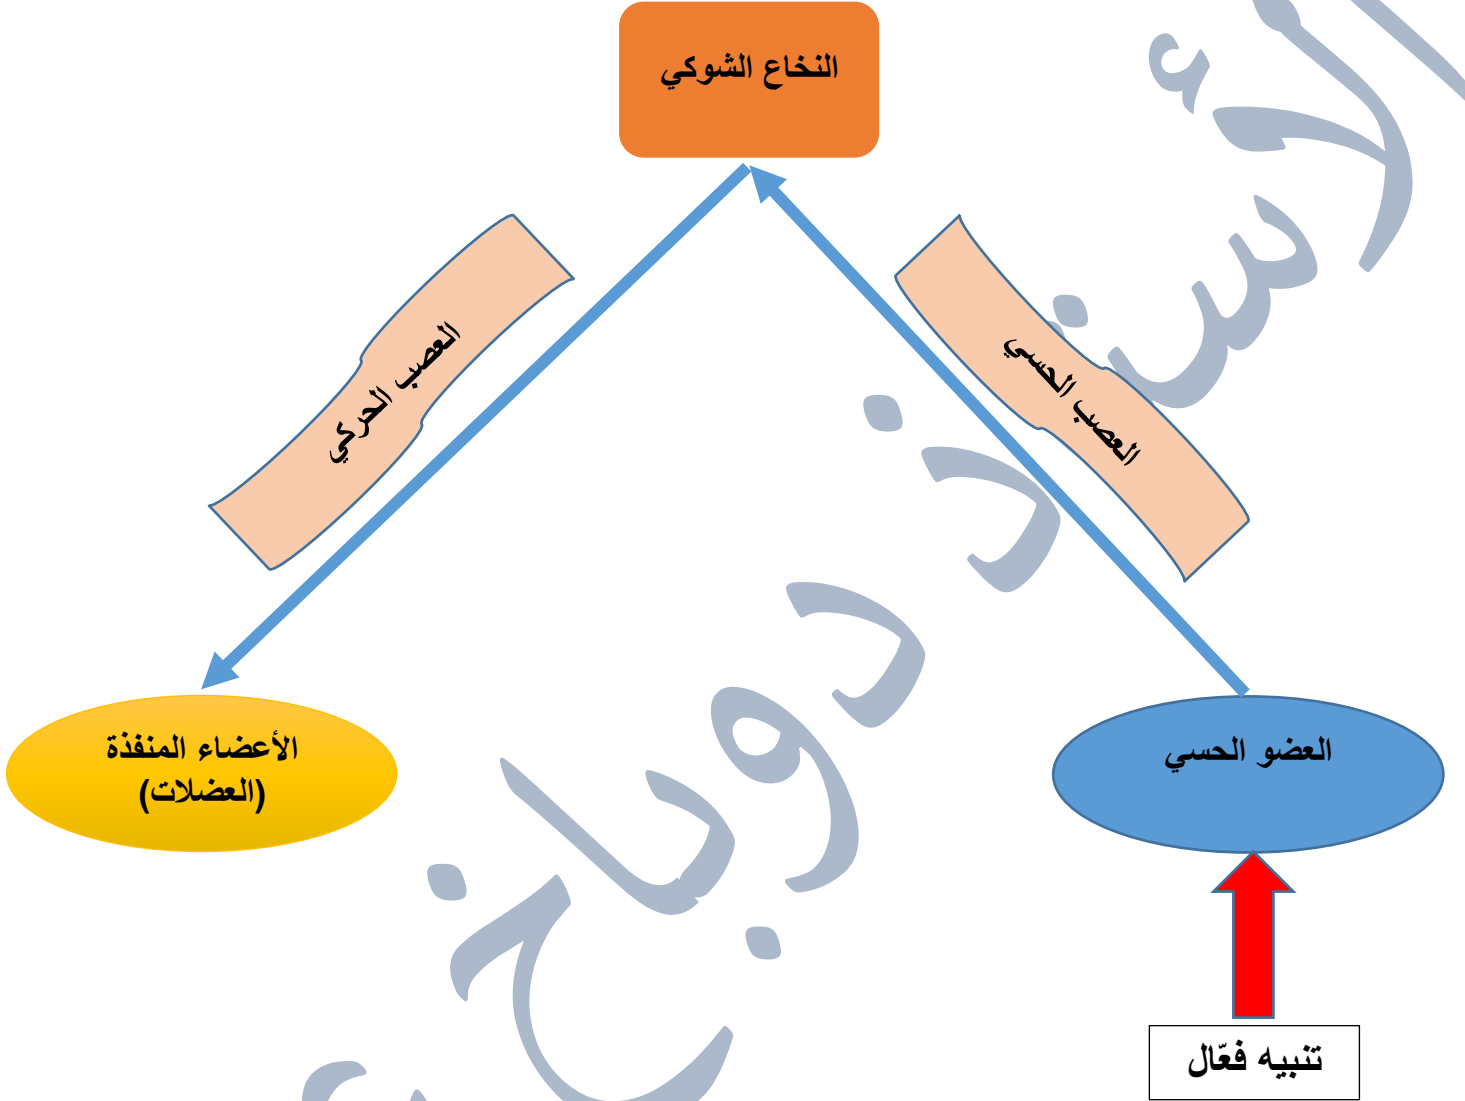 النخاع الشوكي
العصب الحسي
العصب الحركي
العضو الحسي
الأعضاء المنفذة
(العضلات)
تنبيه فعّال